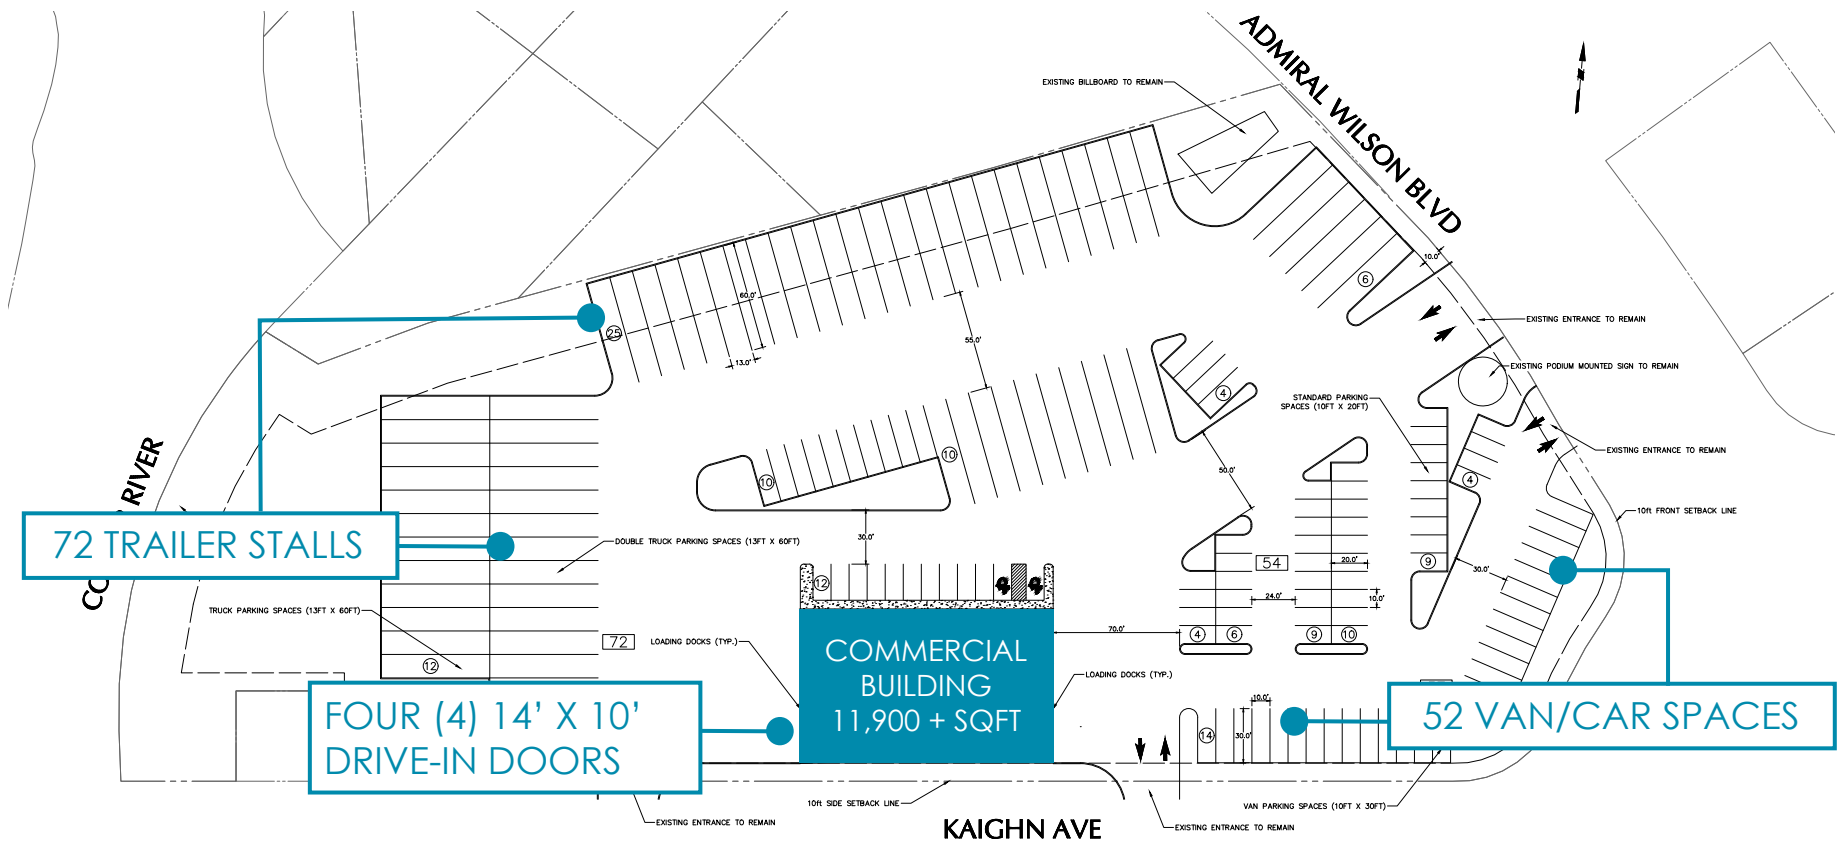 ADMIRAL WILSON BLVD
EXISTING BILLBOARD TO REMAIN
10.0'
6
EXISTING ENTRANCE TO REMAIN
60.0'
25
13.0'
55.0'
EXISTING PODIUM MOUNTED SIGN TO REMAIN
4
STANDARD PARKING
SPACES (10FT X 20FT)
EXISTING ENTRANCE TO REMAIN
RIVER
10
10
50.0'
4
10ft FRONT SETBACK LINE
72 TRAILER STALLS
DOUBLE TRUCK PARKING SPACES (13FT X 60FT)
30.0'
54
20.0'
9
30.0'
12
24.0'
10.0'
TRUCK PARKING SPACES (13FT X 60FT)
72
LOADING DOCKS (TYP.)
70.0'
4
6
9
10
COMMERCIAL
BUILDING
11,900 + SQFT
12
LOADING DOCKS (TYP.)
FOUR (4) 14' X 10'
DRIVE-IN DOORS
10.0'
14
30.0'
52 VAN/CAR SPACES
10ft SIDE SETBACK LINE
VAN PARKING SPACES (10FT X 30FT)
EXISTING ENTRANCE TO REMAIN
KAIGHN AVE
EXISTING ENTRANCE TO REMAIN